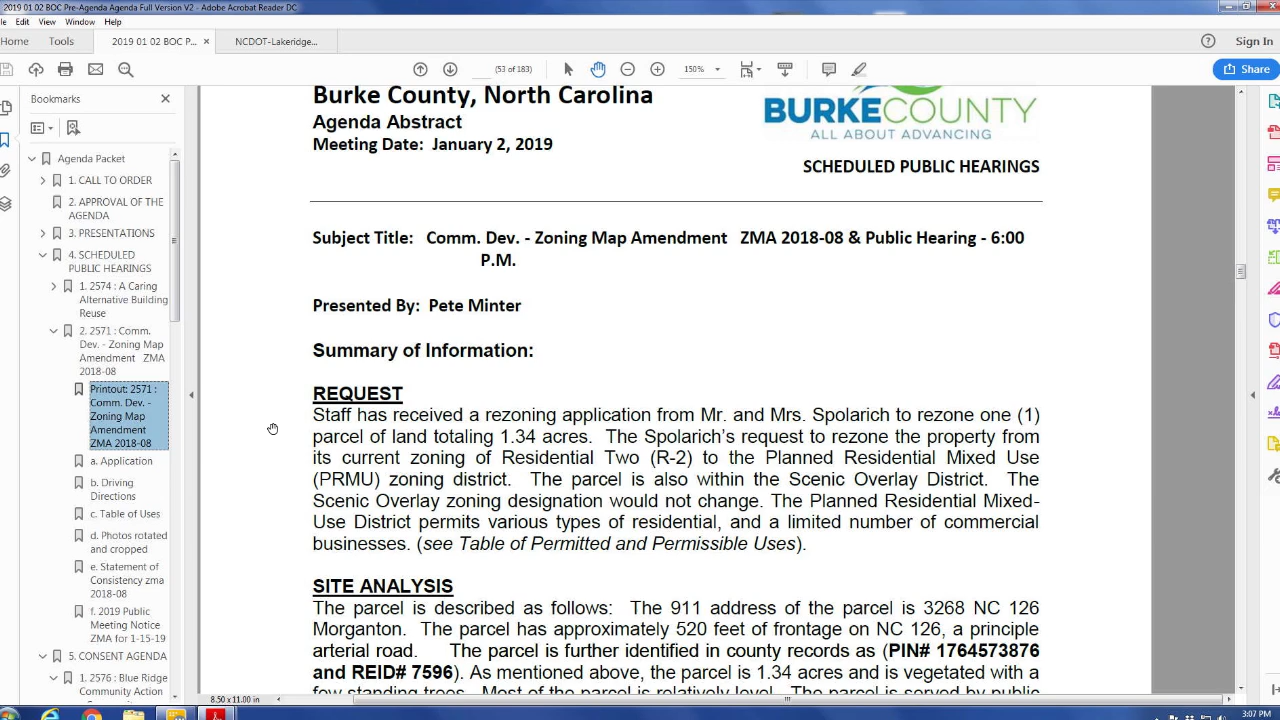 2019 01 02 BOC Pre-Agenda Agenda Full Version V2 - Adobe Acrobat Reader DC
Edit View Window Help
Home Tools 2019 01 02 BOC P... × NCDOT-Lakeridge... Sign In
(53 of 183) 150% Share
Bookmarks
Agenda Packet
1. CALL TO ORDER
2. APPROVAL OF THE
AGENDA
3. PRESENTATIONS
4. SCHEDULED
PUBLIC HEARINGS
1. 2574 : A Caring
Alternative Building
Reuse
2. 2571 : Comm.
Dev. - Zoning Map
Amendment ZMA
2018-08
Printout: 2571 :
Comm. Dev. -
Zoning Map
Amendment
ZMA 2018-08
a. Application
b. Driving
Directions
c. Table of Uses
d. Photos rotated
and cropped
e. Statement of
Consistency zma
2018-08
f. 2019 Public
Meeting Notice
ZMA for 1-15-19
5. CONSENT AGENDA
1. 2576 : Blue Ridge
Community Action
Burke County, North Carolina
Agenda Abstract
Meeting Date: January 2, 2019
BURKECOUNTY
ALL ABOUT ADVANCING
SCHEDULED PUBLIC HEARINGS
Subject Title: Comm. Dev. - Zoning Map Amendment ZMA 2018-08 & Public Hearing - 6:00
P.M.
Presented By: Pete Minter
Summary of Information:
REQUEST
Staff has received a rezoning application from Mr. and Mrs. Spolarich to rezone one (1)
parcel of land totaling 1.34 acres. The Spolarich's request to rezone the property from
its current zoning of Residential Two (R-2) to the Planned Residential Mixed Use
(PRMU) zoning district. The parcel is also within the Scenic Overlay District. The
Scenic Overlay zoning designation would not change. The Planned Residential Mixed-
Use District permits various types of residential, and a limited number of commercial
businesses. (see Table of Permitted and Permissible Uses).
SITE ANALYSIS
The parcel is described as follows: The 911 address of the parcel is 3268 NC 126
Morganton. The parcel has approximately 520 feet of frontage on NC 126, a principle
arterial road. The parcel is further identified in county records as (PIN# 1764573876
and REID# 7596). As mentioned above, the parcel is 1.34 acres and is vegetated with a
few standing trees. Most of the parcel is relatively level. The parcel is served by public
8.50 x 11.00 in
3:07 PM